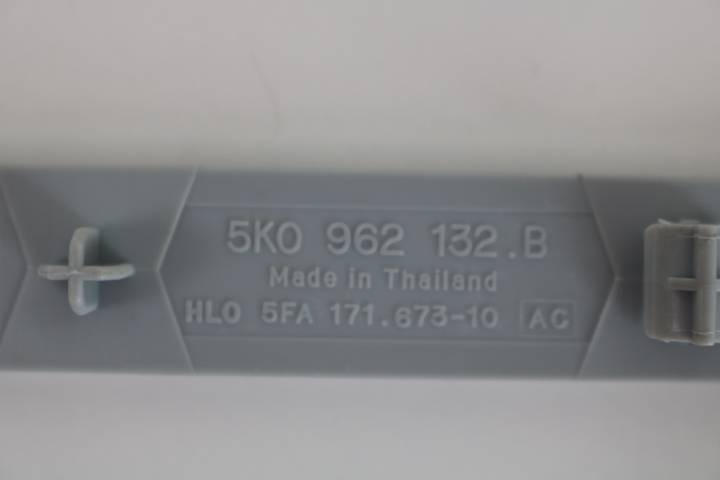 5K0 962 132.B
Made in Thailand
HLO 5FA 171.673-10 AC